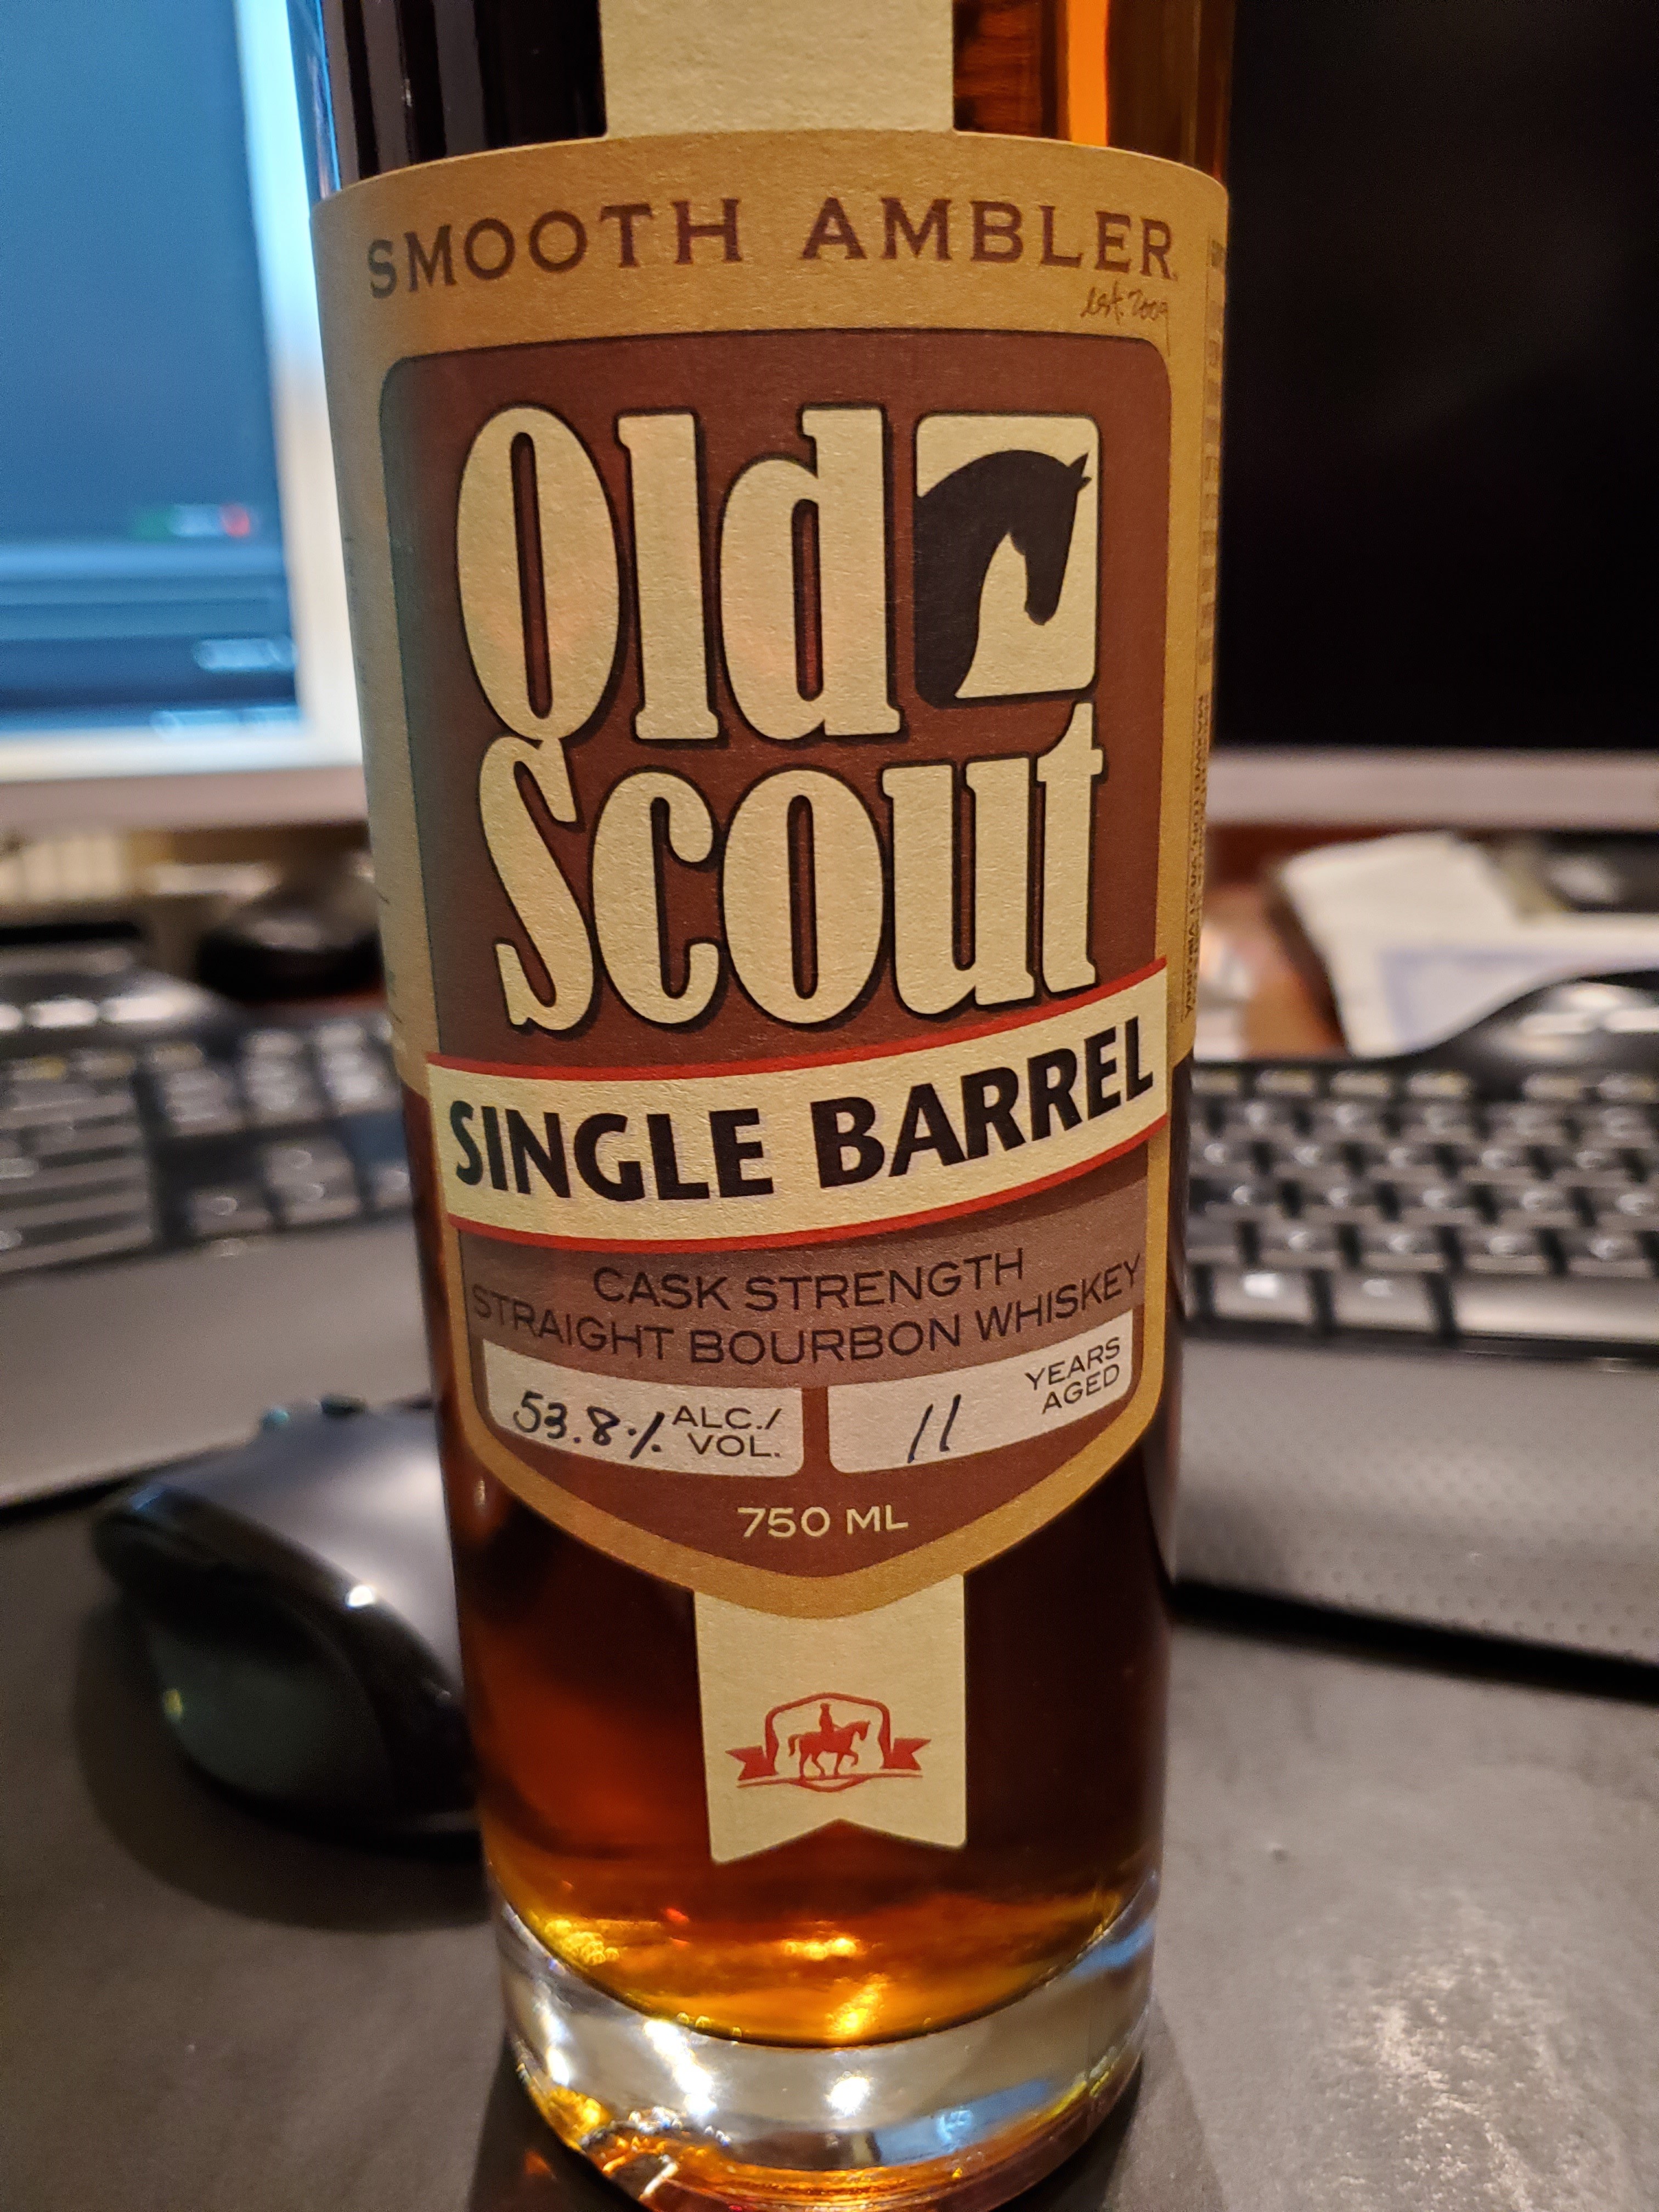 SMOOTH AMBLER
est. 2009
Old
Scout
SINGLE BARREL
CASK STRENGTH
STRAIGHT BOURBON WHISKEY
53.8% ALC./
VOL.
11 YEARS
AGED
750 ML